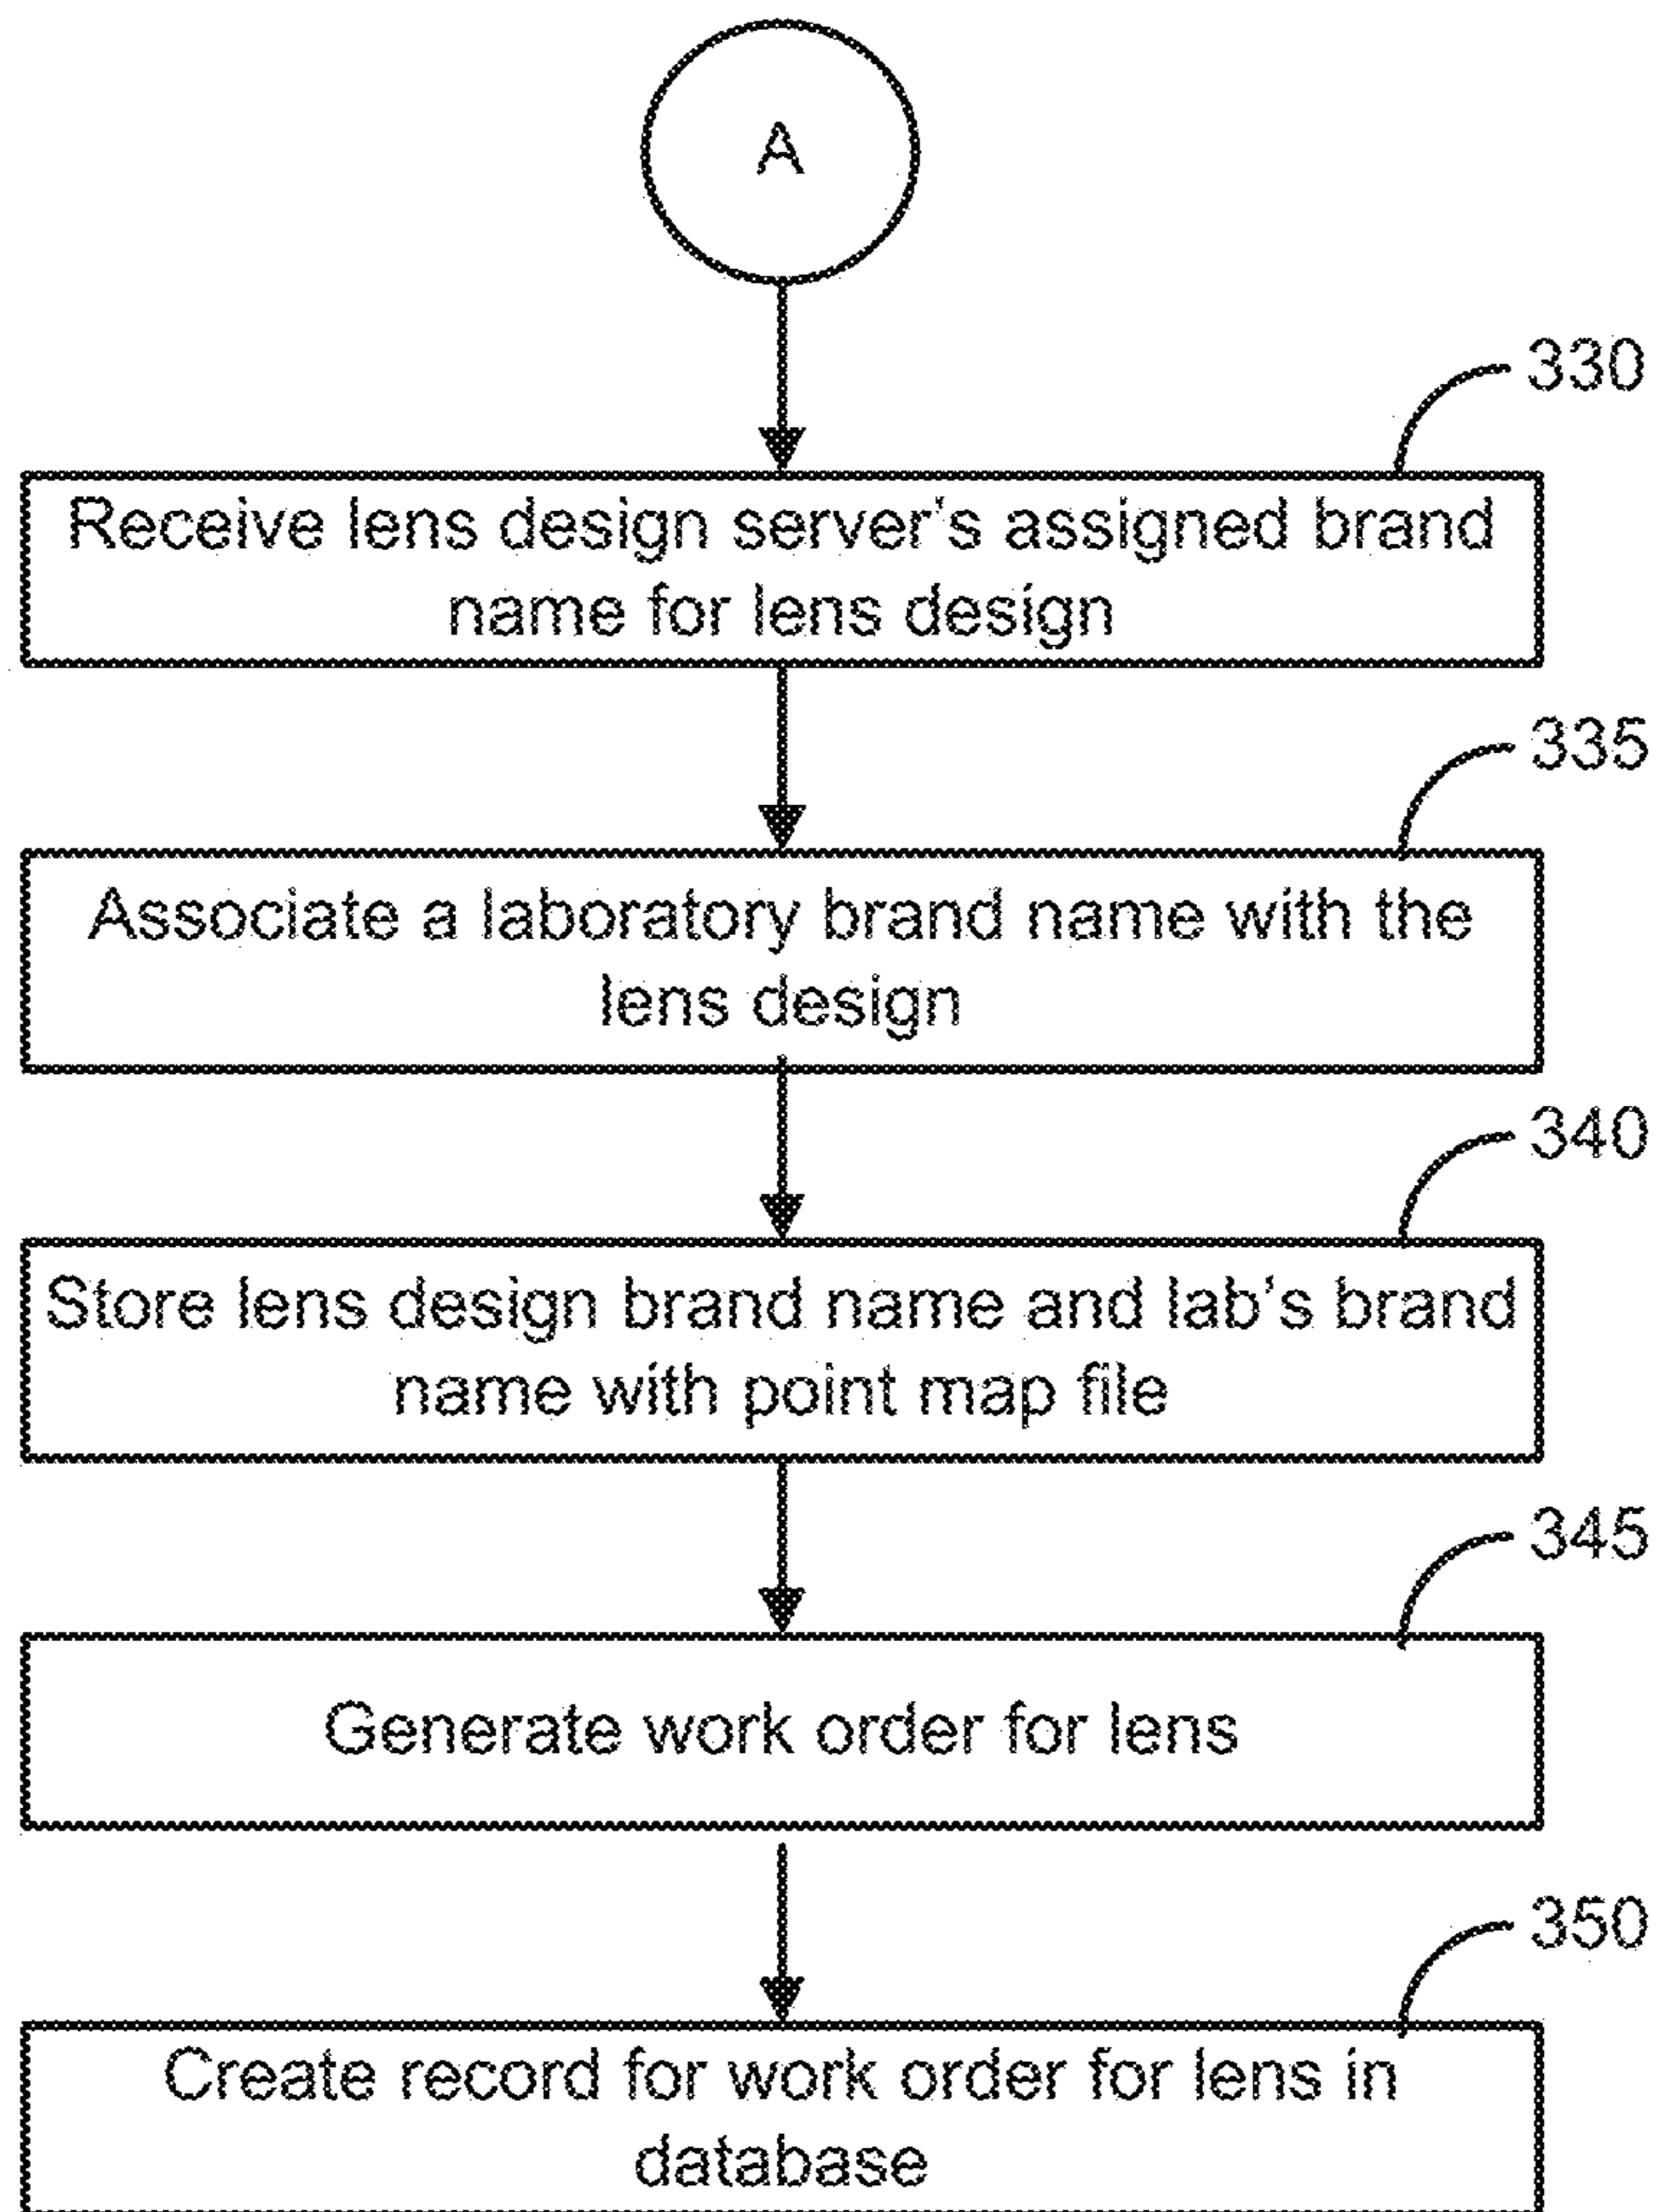 A
330
Receive lens design server's assigned brand
name for lens design
335
Associate a laboratory brand name with the
lens design
340
Store lens design brand name and lab's brand
name with point map file
345
Generate work order for lens
350
Create record for work order for lens in
database